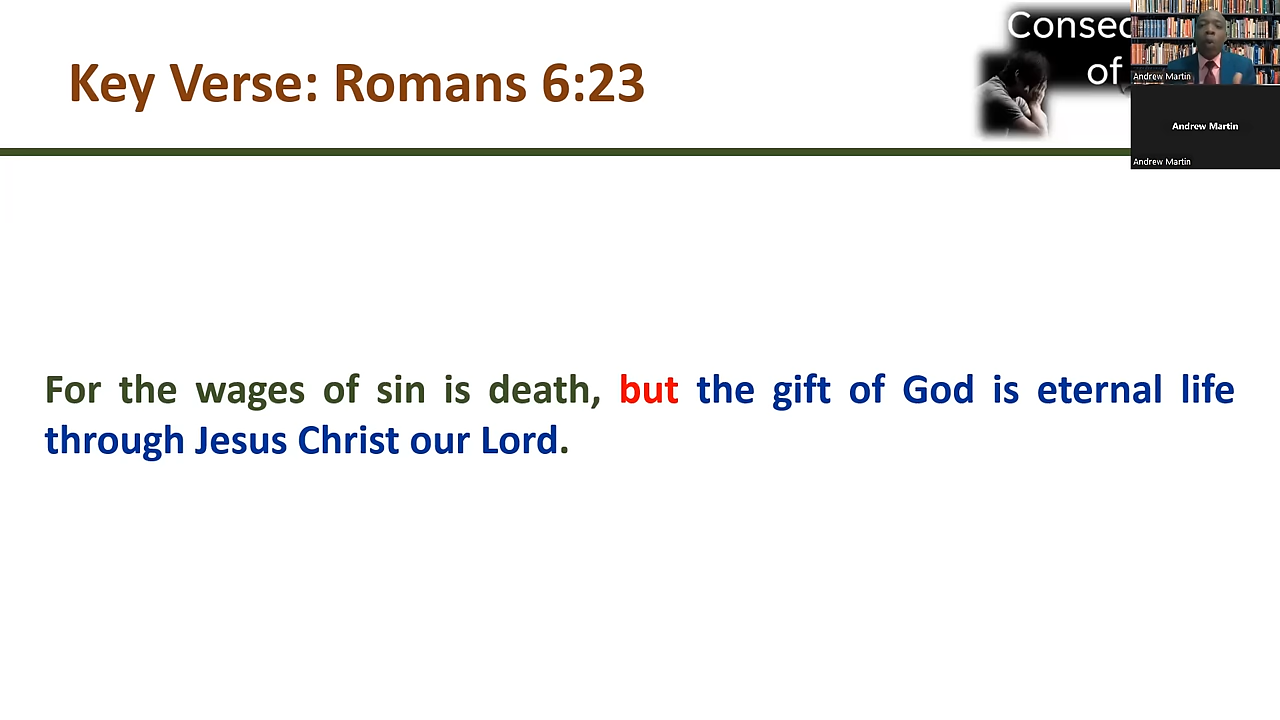 Key Verse: Romans 6:23
of
Andrew Martin
Andrew Martin
Andrew Martin
For the wages of sin is death, but the gift of God is eternal life
through Jesus Christ our Lord.